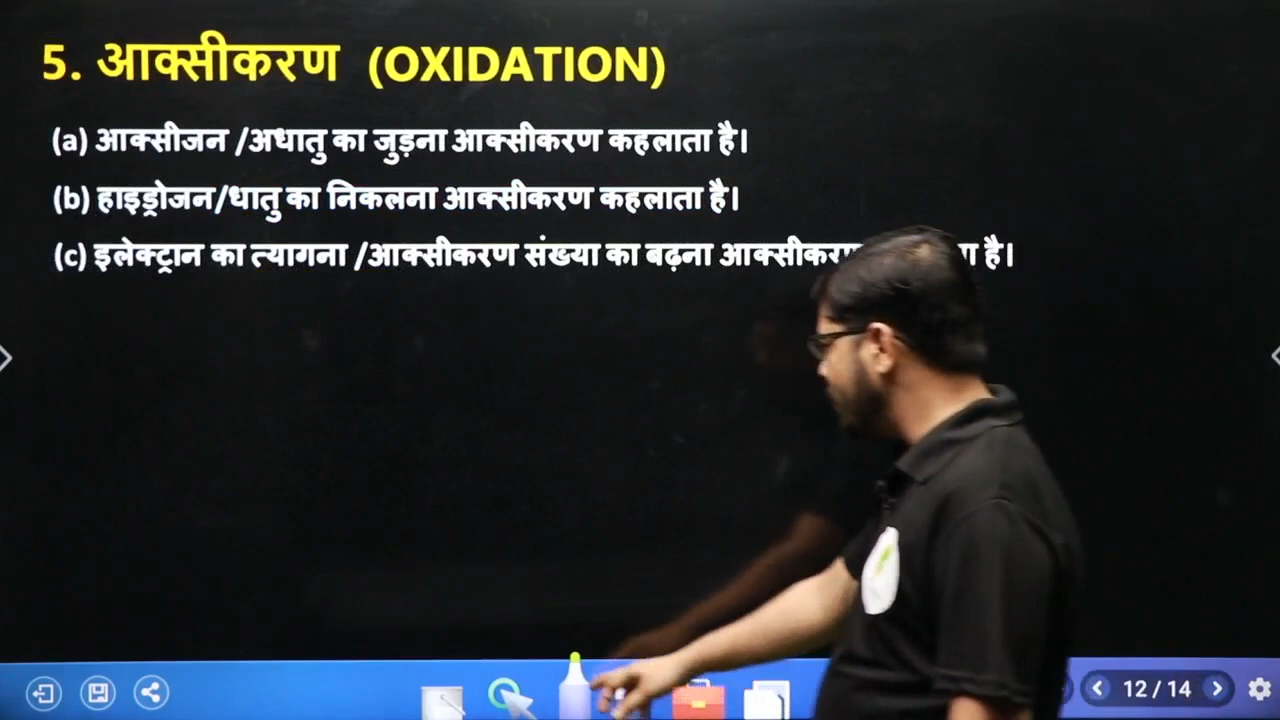 5. आक्सीकरण (OXIDATION)
(a) आक्सीजन /अधातु का जुड़ना आक्सीकरण कहलाता है।
(b) हाइड्रोजन/धातु का निकलना आक्सीकरण कहलाता है।
(c) इलेक्ट्रान का त्यागना /आक्सीकरण संख्या का बढ़ना है।
12 / 14